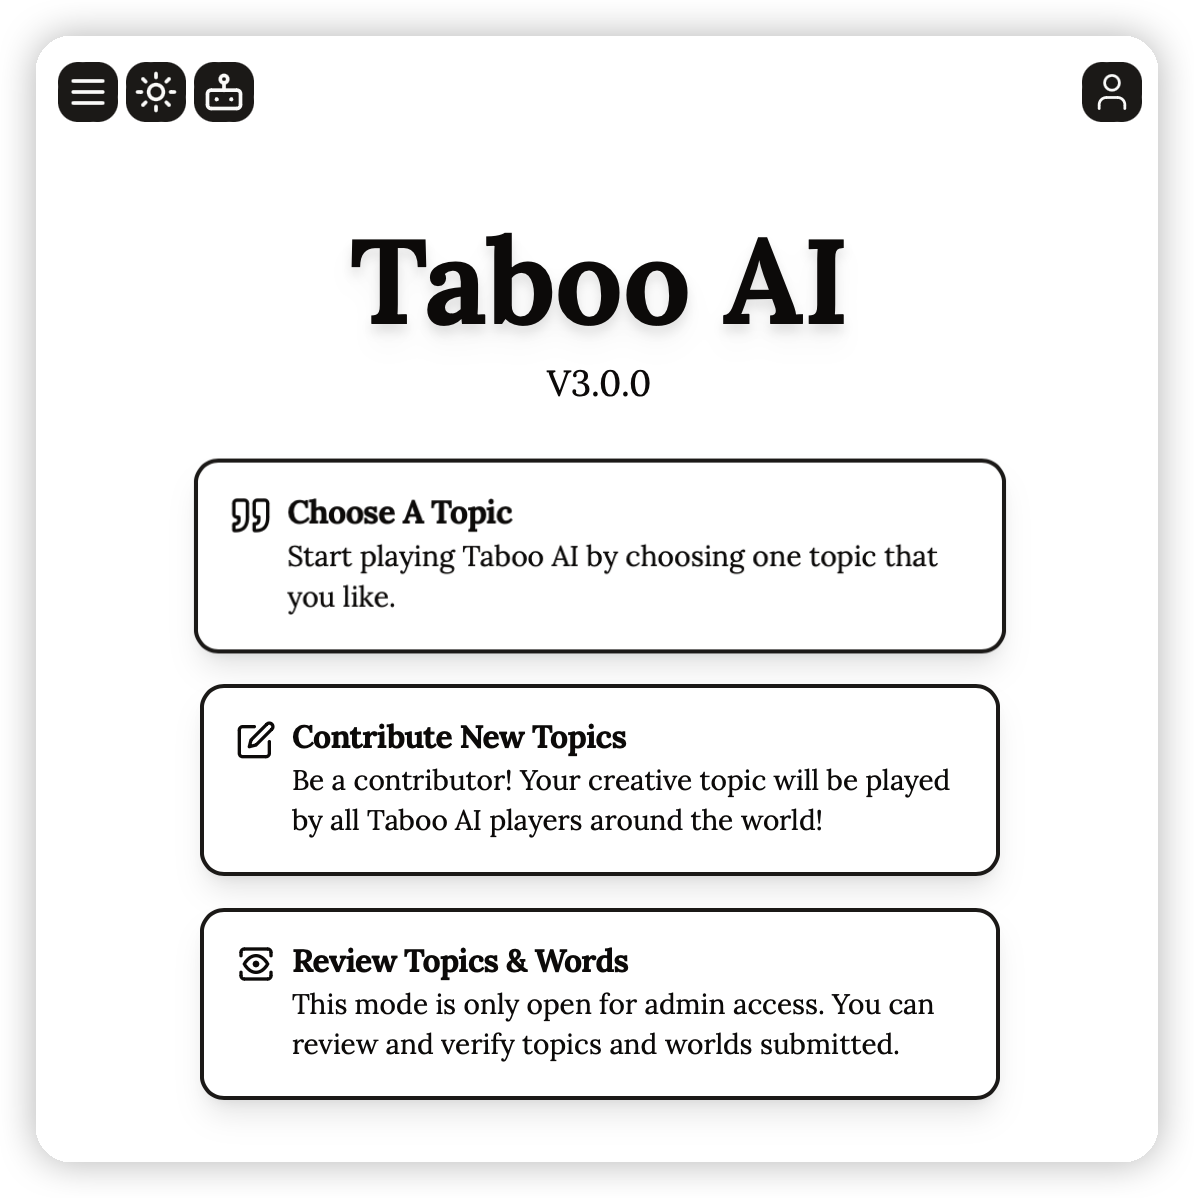 Taboo AI
V3.0.0
Choose A Topic
Start playing Taboo AI by choosing one topic that
you like.
Contribute New Topics
Be a contributor! Your creative topic will be played
by all Taboo AI players around the world!
Review Topics & Words
This mode is only open for admin access. You can
review and verify topics and worlds submitted.